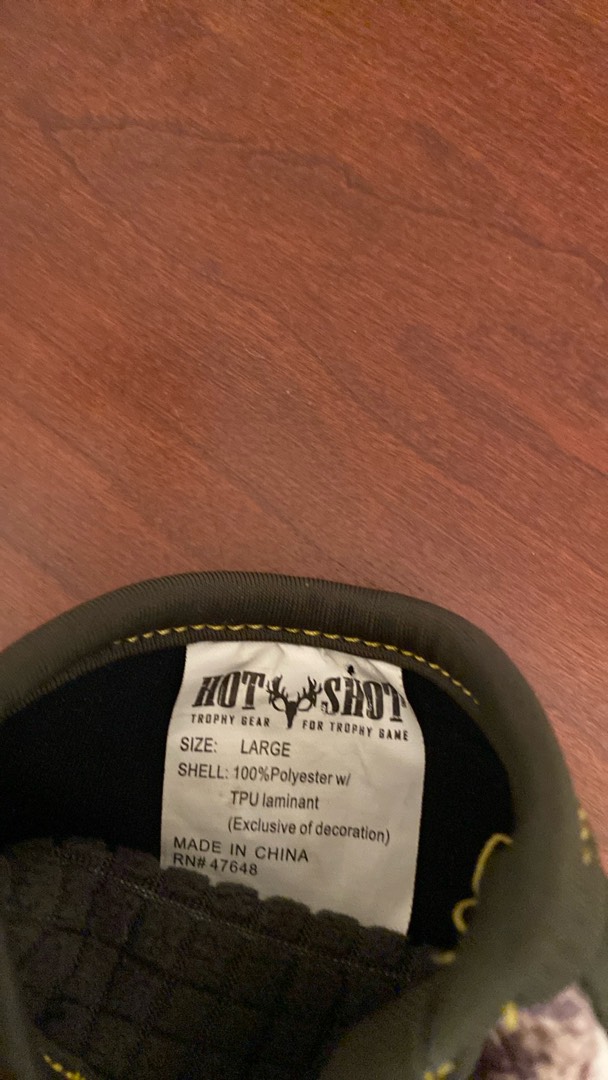 HOT SHOT
TROPHY GEAR FOR TROPHY GAME
SIZE: LARGE
SHELL: 100%Polyester w/
TPU laminant
(Exclusive of decoration)
MADE IN CHINA
RN# 47648